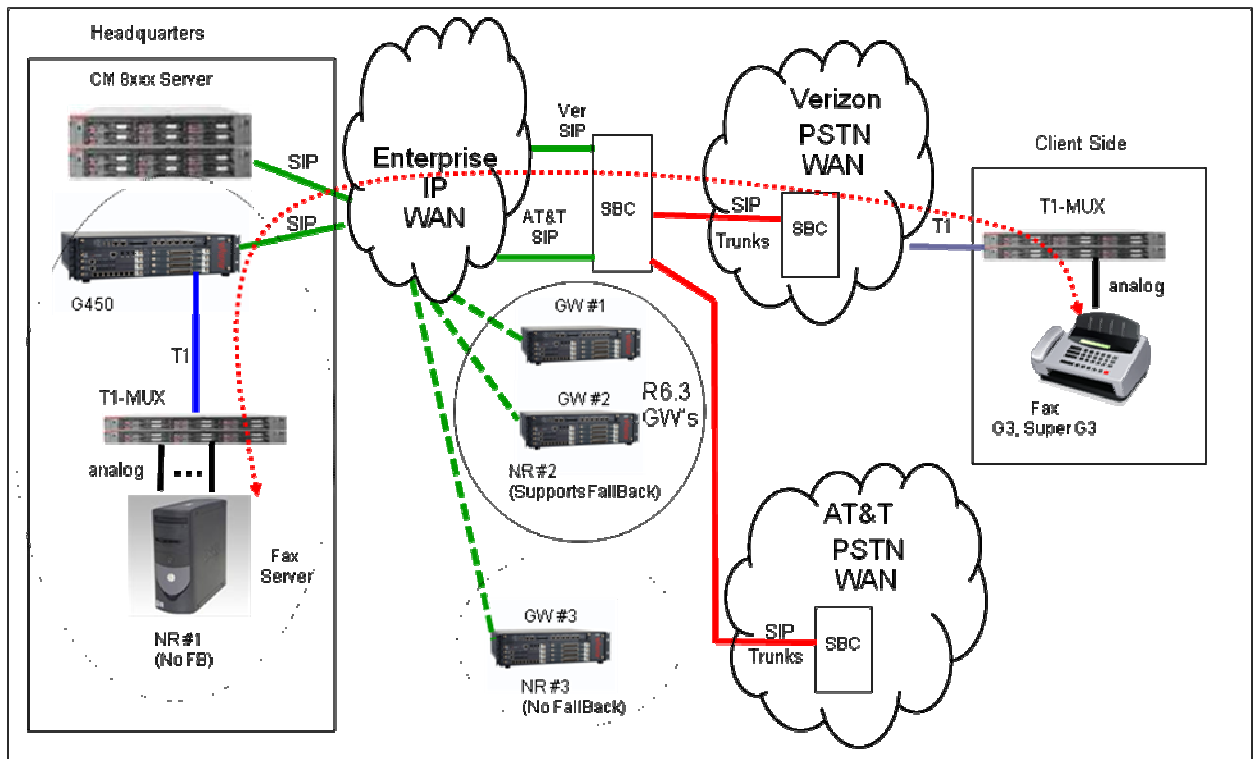 Headquarters
CM 8xxx Server
SIP
SIP
G450
T1
T1-MUX
analog
...
Fax
Server
NR #1
(No FB)
Enterprise
IP
WAN
Ver
SIP
AT&T
SIP
SBC
GW #1
GW #2
R6.3
GW's
NR #2
(Supports FallBack)
GW #3
NR #3
(No FallBack)
Verizon
PSTN
WAN
SIP
Trunks
SBC
T1
Client Side
T1-MUX
analog
Fax
G3, Super G3
AT&T
PSTN
WAN
SIP
Trunks
SBC